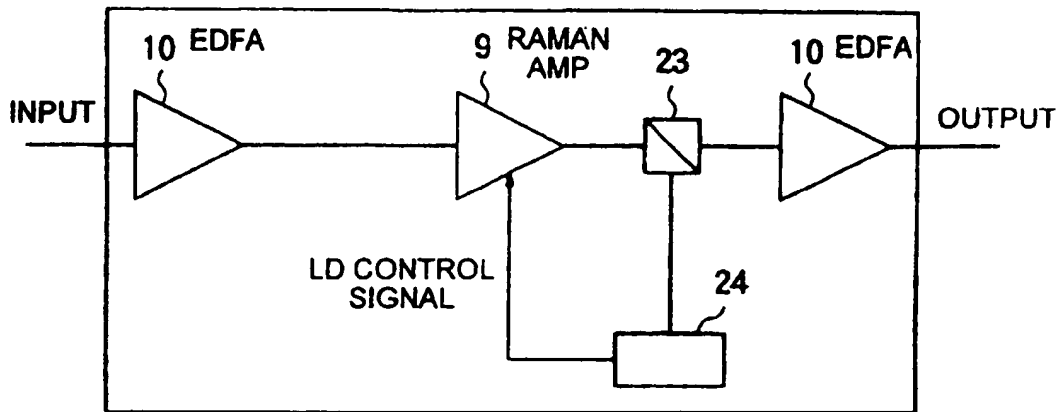 10 EDFA
9 RAMAN
AMP
23
10 EDFA
INPUT
OUTPUT
LD CONTROL
SIGNAL
24